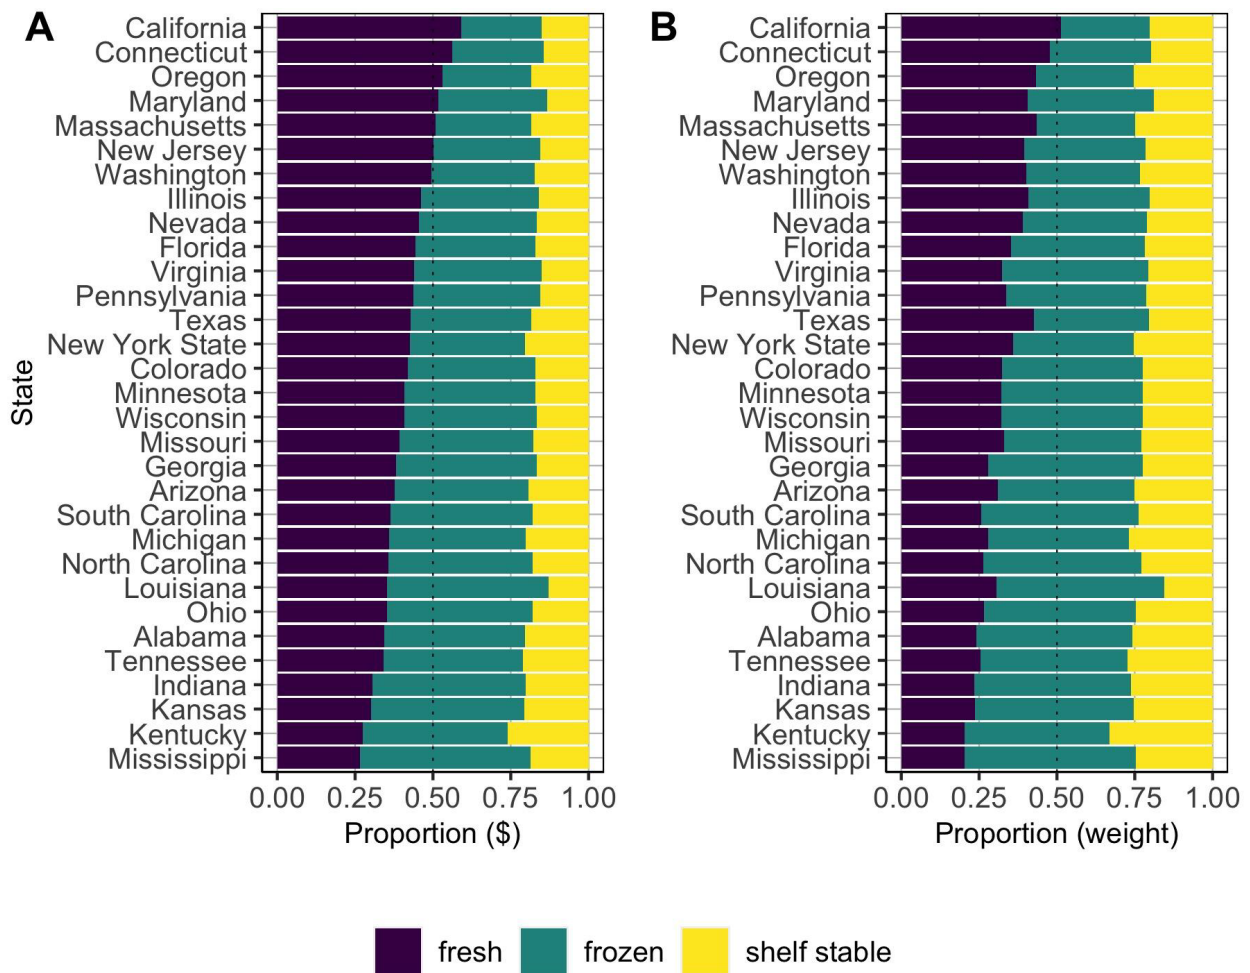 A
California
Connecticut
Oregon
Maryland
Massachusetts
New Jersey
Washington
Illinois
Nevada
Florida
Virginia
Pennsylvania
Texas
New York State
Colorado
Minnesota
Wisconsin
Missouri
Georgia
Arizona
South Carolina
Michigan
North Carolina
Louisiana
Ohio
Alabama
Tennessee
Indiana
Kansas
Kentucky
Mississippi
State
0.00 0.25 0.50 0.75 1.00
Proportion ($)
B
California
Connecticut
Oregon
Maryland
Massachusetts
New Jersey
Washington
Illinois
Nevada
Florida
Virginia
Pennsylvania
Texas
New York State
Colorado
Minnesota
Wisconsin
Missouri
Georgia
Arizona
South Carolina
Michigan
North Carolina
Louisiana
Ohio
Alabama
Tennessee
Indiana
Kansas
Kentucky
Mississippi
0.00 0.25 0.50 0.75 1.00
Proportion (weight)
fresh frozen shelf stable